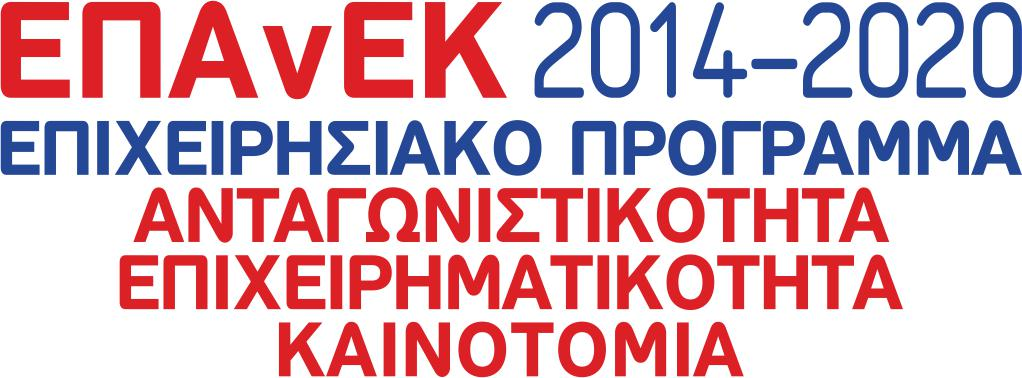 ΕΠΑνΕΚ 2014–2020
ΕΠΙΧΕΙΡΗΣΙΑΚΟ ΠΡΟΓΡΑΜΜΑ
ΑΝΤΑΓΩΝΙΣΤΙΚΟΤΗΤΑ
ΕΠΙΧΕΙΡΗΜΑΤΙΚΟΤΗΤΑ
ΚΑΙΝΟΤΟΜΙΑ